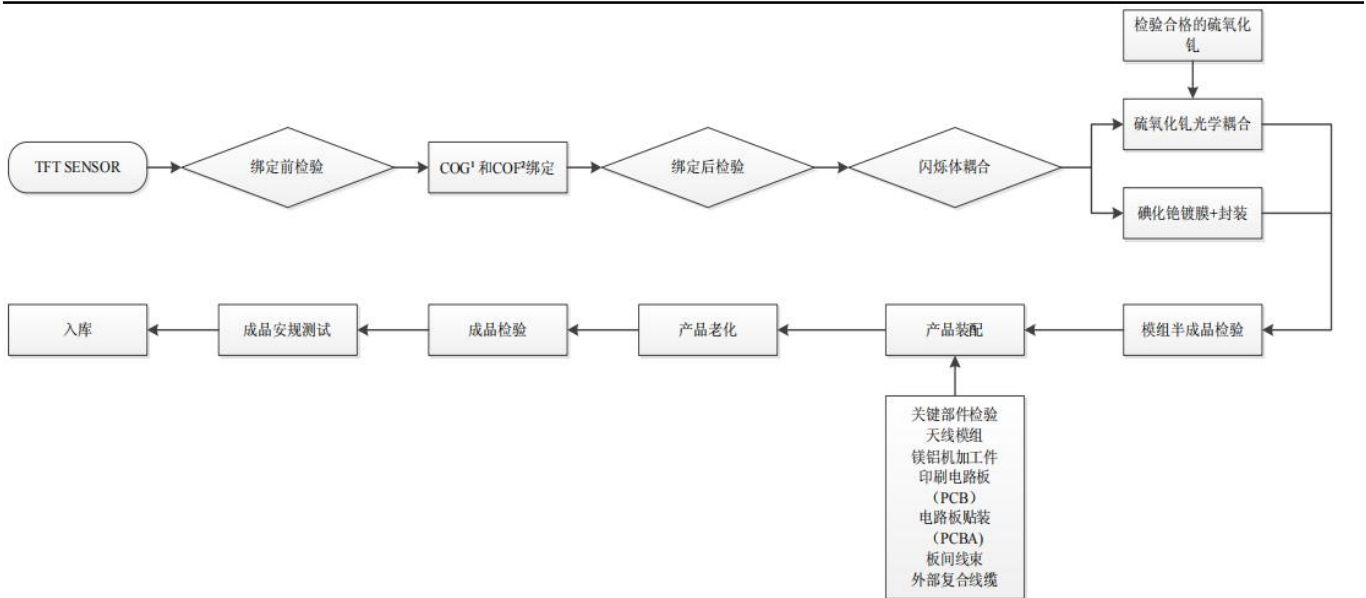 检验合格的硫氧化
钆
TFT SENSOR
绑定前检验
COG¹ 和COF²绑定
绑定后检验
闪烁体耦合
硫氧化钆光学耦合
碘化铯镀膜+封装
入库
成品安规测试
成品检验
产品老化
产品装配
模组半成品检验
关键部件检验
天线模组
镁铝机加工件
印刷电路板
（PCB）
电路板贴装
（PCBA)
板间线束
外部复合线缆